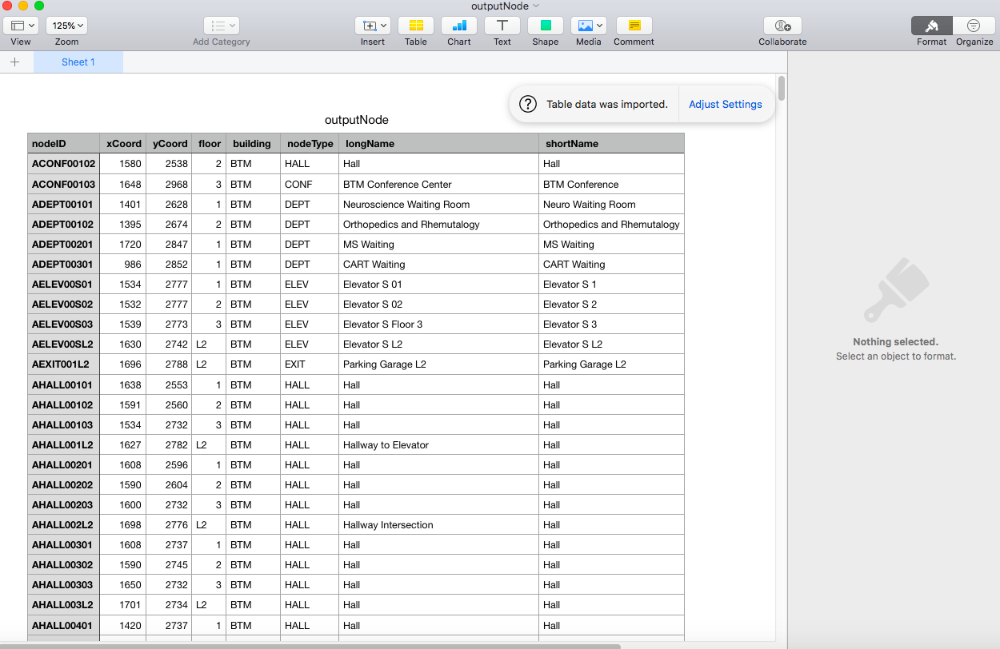 outputNode
125%
View Zoom Add Category Insert Table Chart Text Shape Media Comment Collaborate Format Organize
Sheet 1
Table data was imported. Adjust Settings
outputNode
nodeID xCoord yCoord floor building nodeType longName shortName
ACONF00102 1580 2538 2 BTM HALL Hall Hall
ACONF00103 1648 2968 3 BTM CONF BTM Conference Center BTM Conference
ADEPT00101 1401 2628 1 BTM DEPT Neuroscience Waiting Room Neuro Waiting Room
ADEPT00102 1395 2674 2 BTM DEPT Orthopedics and Rhemutalogy Orthopedics and Rhemutalogy
ADEPT00201 1720 2847 1 BTM DEPT MS Waiting MS Waiting
ADEPT00301 986 2852 1 BTM DEPT CART Waiting CART Waiting
AELEV00S01 1534 2777 1 BTM ELEV Elevator S 01 Elevator S 1
AELEV00S02 1532 2777 2 BTM ELEV Elevator S 02 Elevator S 2
AELEV00S03 1539 2773 3 BTM ELEV Elevator S Floor 3 Elevator S 3
AELEV00SL2 1630 2742 L2 BTM ELEV Elevator S L2 Elevator S L2
AEXIT001L2 1696 2788 L2 BTM EXIT Parking Garage L2 Parking Garage L2
AHALL00101 1638 2553 1 BTM HALL Hall Hall
AHALL00102 1591 2560 2 BTM HALL Hall Hall
AHALL00103 1534 2732 3 BTM HALL Hall Hall
AHALL001L2 1627 2782 L2 BTM HALL Hallway to Elevator Hall
AHALL00201 1608 2596 1 BTM HALL Hall Hall
AHALL00202 1590 2604 2 BTM HALL Hall Hall
AHALL00203 1600 2732 3 BTM HALL Hall Hall
AHALL002L2 1698 2776 L2 BTM HALL Hallway Intersection Hall
AHALL00301 1608 2737 1 BTM HALL Hall Hall
AHALL00302 1590 2745 2 BTM HALL Hall Hall
AHALL00303 1650 2732 3 BTM HALL Hall Hall
AHALL003L2 1701 2734 L2 BTM HALL Hall Hall
AHALL00401 1420 2737 1 BTM HALL Hall Hall
Nothing selected.
Select an object to format.